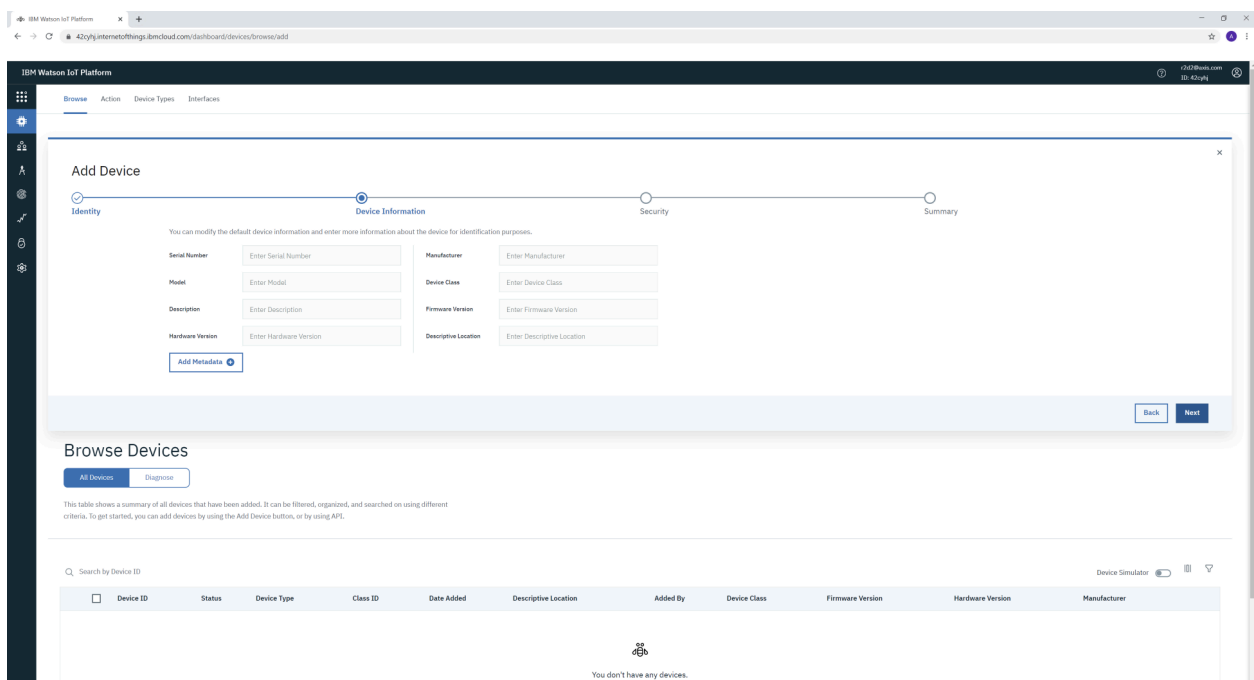 IBM Watson IoT Platform
42cyhj.internetofthings.ibmcloud.com/dashboard/devices/browse/add
A
IBM Watson IoT Platform
r2d2@axis.com
ID: 42cyhj
Browse Action Device Types Interfaces
Add Device
Identity Device Information Security Summary
You can modify the default device information and enter more information about the device for identification purposes.
Serial Number Enter Serial Number Manufacturer Enter Manufacturer
Model Enter Model Device Class Enter Device Class
Description Enter Description Firmware Version Enter Firmware Version
Hardware Version Enter Hardware Version Descriptive Location Enter Descriptive Location
Add Metadata
Back Next
Browse Devices
All Devices Diagnose
This table shows a summary of all devices that have been added. It can be filtered, organized, and searched on using different
criteria. To get started, you can add devices by using the Add Device button, or by using API.
Search by Device ID Device Simulator
Device ID Status Device Type Class ID Date Added Descriptive Location Added By Device Class Firmware Version Hardware Version Manufacturer
You don't have any devices.